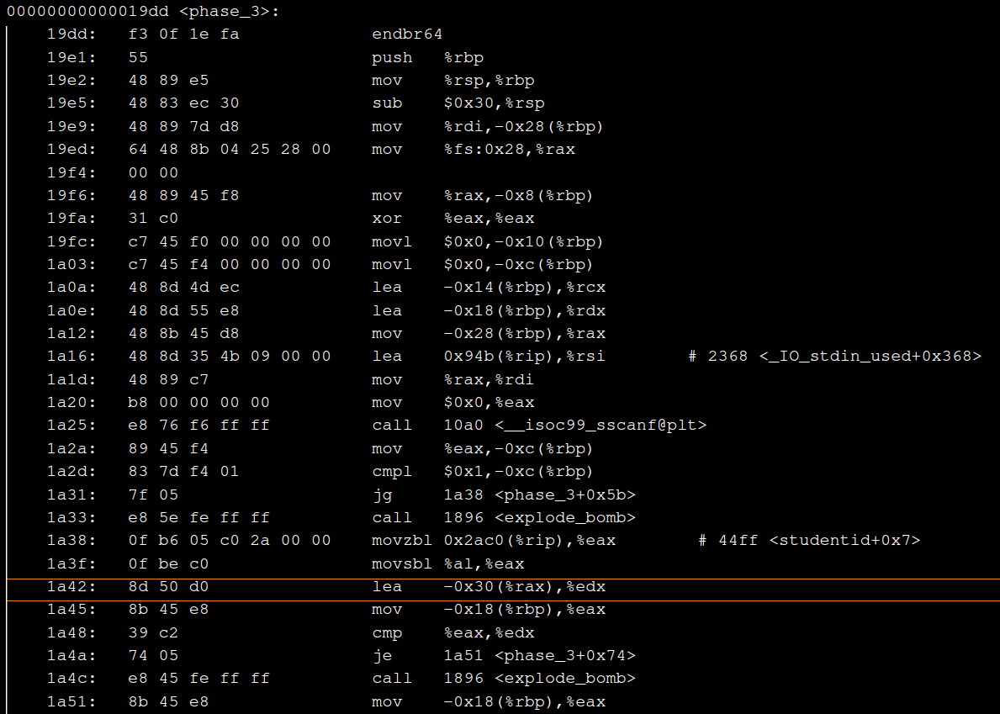 00000000000019dd <phase_3>:
19dd: f3 0f 1e fa endbr64
19e1: 55 push %rbp
19e2: 48 89 e5 mov %rsp,%rbp
19e5: 48 83 ec 30 sub $0x30,%rsp
19e9: 48 89 7d d8 mov %rdi,-0x28(%rbp)
19ed: 64 48 8b 04 25 28 00 mov %fs:0x28,%rax
19f4: 00 00
19f6: 48 89 45 f8 mov %rax,-0x8(%rbp)
19fa: 31 c0 xor %eax,%eax
19fc: c7 45 f0 00 00 00 00 movl $0x0,-0x10(%rbp)
1a03: c7 45 f4 00 00 00 00 movl $0x0,-0xc(%rbp)
1a0a: 48 8d 4d ec lea -0x14(%rbp),%rcx
1a0e: 48 8d 55 e8 lea -0x18(%rbp),%rdx
1a12: 48 8b 45 d8 mov -0x28(%rbp),%rax
1a16: 48 8d 35 4b 09 00 00 lea 0x94b(%rip),%rsi # 2368 <_IO_stdin_used+0x368>
1a1d: 48 89 c7 mov %rax,%rdi
1a20: b8 00 00 00 00 mov $0x0,%eax
1a25: e8 76 f6 ff ff call 10a0 <__isoc99_sscanf@plt>
1a2a: 89 45 f4 mov %eax,-0xc(%rbp)
1a2d: 83 7d f4 01 cmpl $0x1,-0xc(%rbp)
1a31: 7f 05 jg 1a38 <phase_3+0x5b>
1a33: e8 5e fe ff ff call 1896 <explode_bomb>
1a38: 0f b6 05 c0 2a 00 00 movzbl 0x2ac0(%rip),%eax # 44ff <studentid+0x7>
1a3f: 0f be c0 movsbl %al,%eax
1a42: 8d 50 d0 lea -0x30(%rax),%edx
1a45: 8b 45 e8 mov -0x18(%rbp),%eax
1a48: 39 c2 cmp %eax,%edx
1a4a: 74 05 je 1a51 <phase_3+0x74>
1a4c: e8 45 fe ff ff call 1896 <explode_bomb>
1a51: 8b 45 e8 mov -0x18(%rbp),%eax